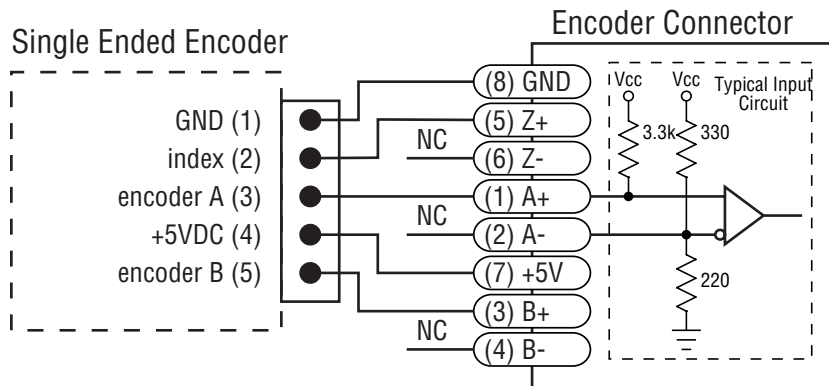 Encoder Connector
Single Ended Encoder
GND (1)
index (2)
encoder A (3)
+5VDC (4)
encoder B (5)
(8) GND
(5) Z+
NC
(6) Z-
(1) A+
NC
(2) A-
(7) +5V
(3) B+
NC
(4) B-
Vcc
Vcc
Typical Input
Circuit
3.3k
330
220